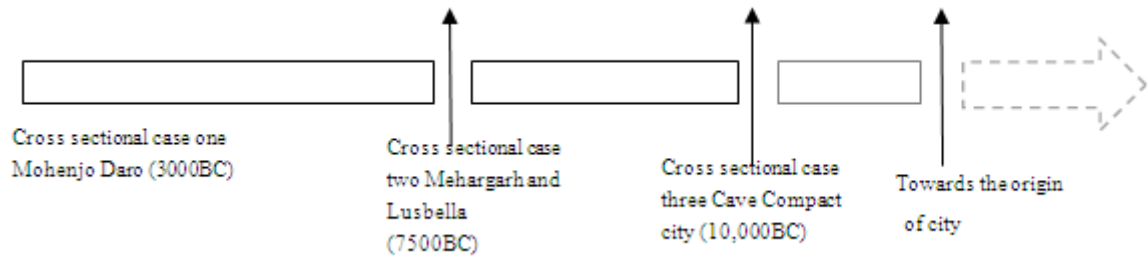 Cross sectional case one
Mohenjo Daro (3000BC)
Cross sectional case
two Mehargarh and
Lusbella
(7500BC)
Cross sectional case
three Cave Compact
city (10,000BC)
Towards the origin
of city